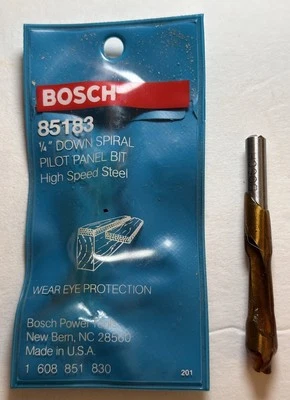 BOSCH
85183
¼" DOWN SPIRAL
PILOT PANEL BIT
High Speed Steel
WEAR EYE PROTECTION
Bosch Power
New Bern, NC 28560
Made in U.S.A.
1 608 851 830
201